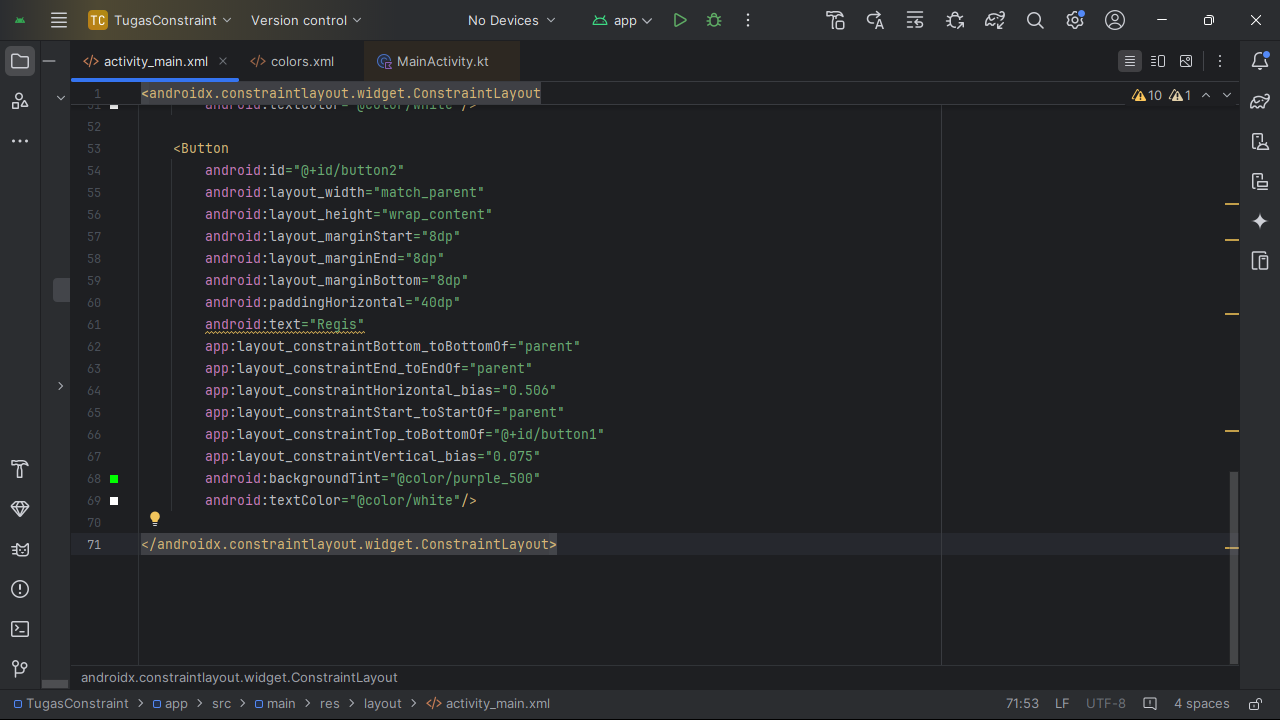 TC TugasConstraint Version control No Devices app
activity_main.xml colors.xml MainActivity.kt
1 <androidx.constraintlayout.widget.ConstraintLayout 10 1
51 android:textColor="@color/white"/>
52
53 <Button
54 android:id="@+id/button2"
55 android:layout_width="match_parent"
56 android:layout_height="wrap_content"
57 android:layout_marginStart="8dp"
58 android:layout_marginEnd="8dp"
59 android:layout_marginBottom="8dp"
60 android:paddingHorizontal="40dp"
61 android:text="Regis"
62 app:layout_constraintBottom_toBottomOf="parent"
63 app:layout_constraintEnd_toEndOf="parent"
64 app:layout_constraintHorizontal_bias="0.506"
65 app:layout_constraintStart_toStartOf="parent"
66 app:layout_constraintTop_toBottomOf="@+id/button1"
67 app:layout_constraintVertical_bias="0.075"
68 android:backgroundTint="@color/purple_500"
69 android:textColor="@color/white"/>
70
71 </androidx.constraintlayout.widget.ConstraintLayout>
androidx.constraintlayout.widget.ConstraintLayout
TugasConstraint > app > src > main > res > layout > activity_main.xml 71:53 LF UTF-8 4 spaces